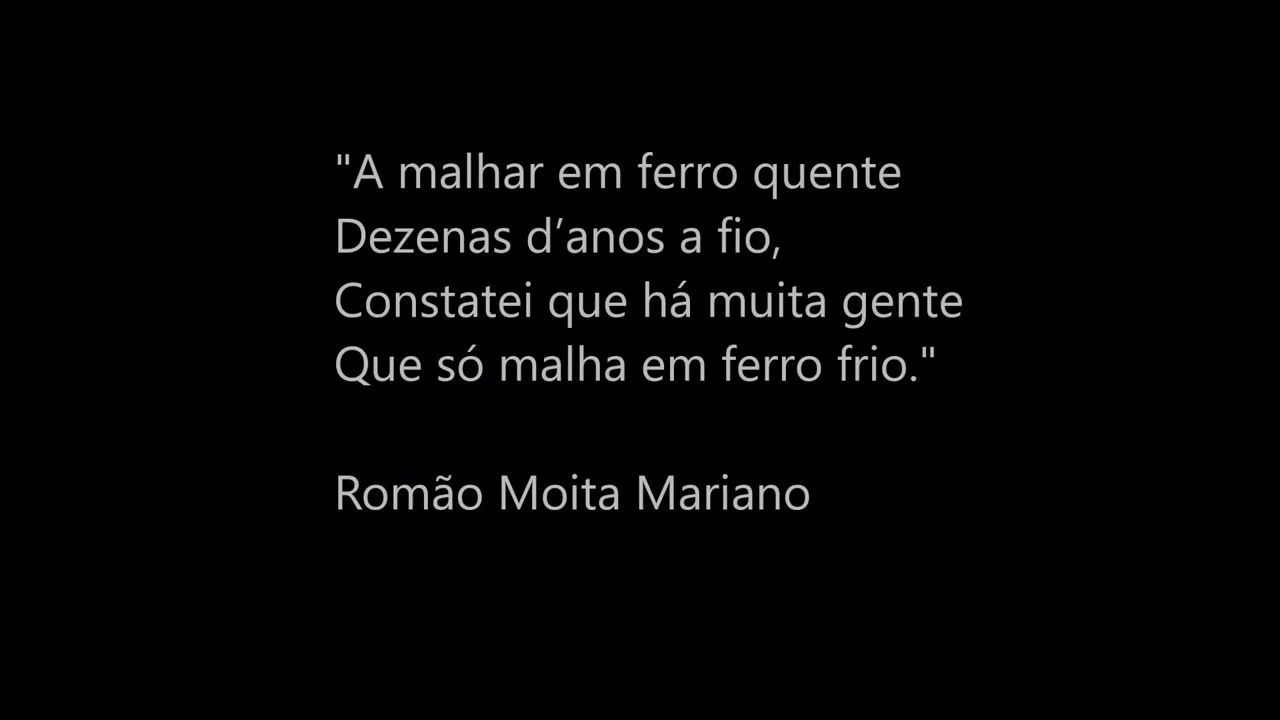 "A malhar em ferro quente
Dezenas d’anos a fio,
Constatei que há muita gente
Que só malha em ferro frio."
Romão Moita Mariano